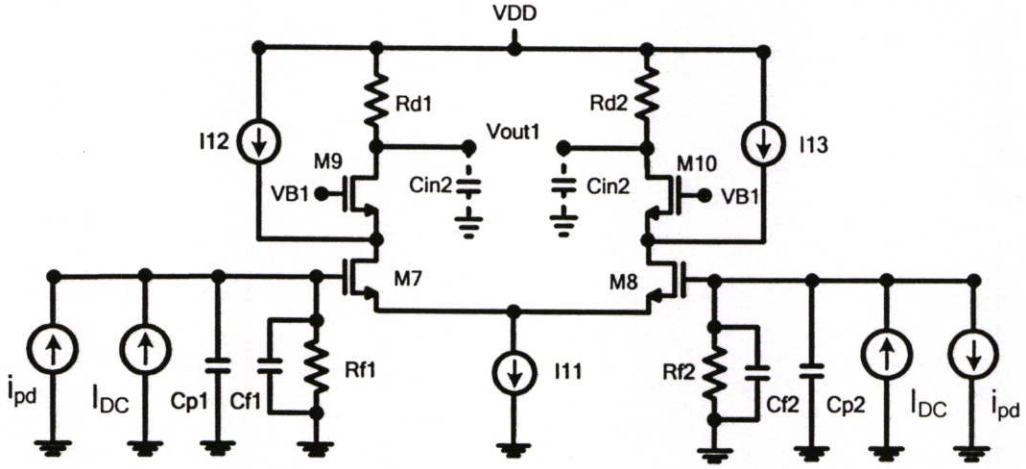 VDD
Rd1
Rd2
I12
Vout1
I13
M9
M10
Cin2
Cin2
VB1
VB1
M7
M8
Rf1
I11
Rf2
ipd
IDC
Cp1
Cf1
Cf2
Cp2
IDC
ipd